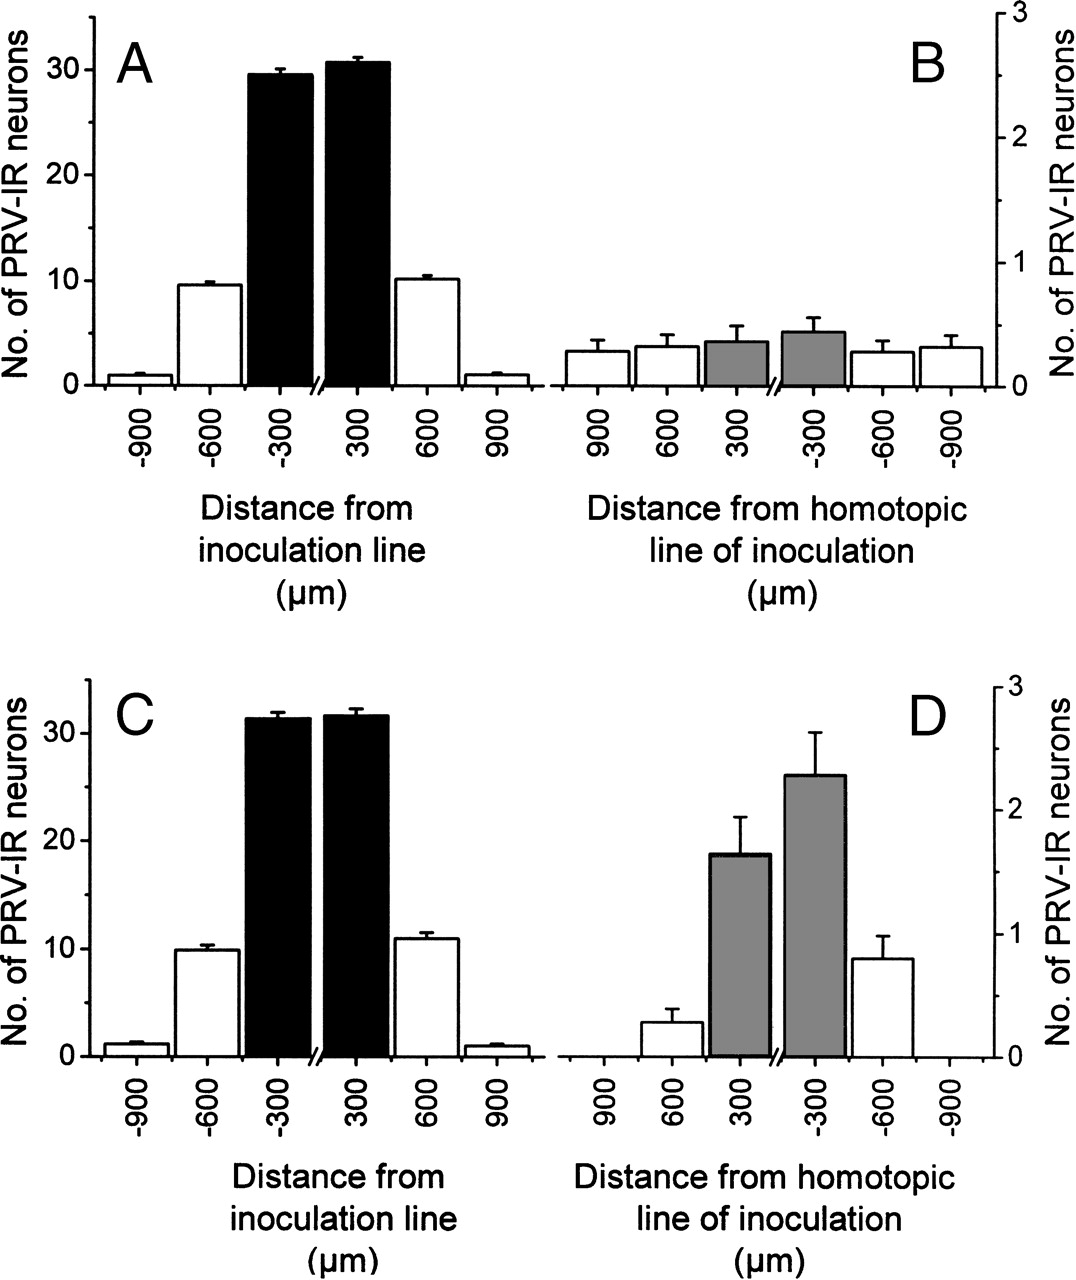 A
B
No. of PRV-IR neurons
30
20
10
0
-900
-600
-300
300
600
900
Distance from
inoculation line
(µm)
No. of PRV-IR neurons
3
2
1
0
900
600
300
-300
-600
-900
Distance from homotopic
line of inoculation
(µm)
C
D
No. of PRV-IR neurons
30
20
10
0
-900
-600
-300
300
600
900
Distance from
inoculation line
(µm)
No. of PRV-IR neurons
3
2
1
0
900
600
300
-300
-600
-900
Distance from homotopic
line of inoculation
(µm)